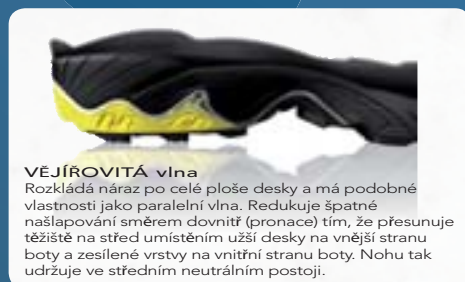 VĚJÍŘOVITÁ vlna
Rozkládá náraz po celé ploše desky a má podobné
vlastnosti jako paralelní vlna. Redukuje špatné
našlapování směrem dovnitř (pronace) tím, že přesunuje
těžiště na střed umístěním užší desky na vnější stranu
boty a zesílené vrstvy na vnitřní stranu boty. Nohu tak
udržuje ve středním neutrálním postoji.